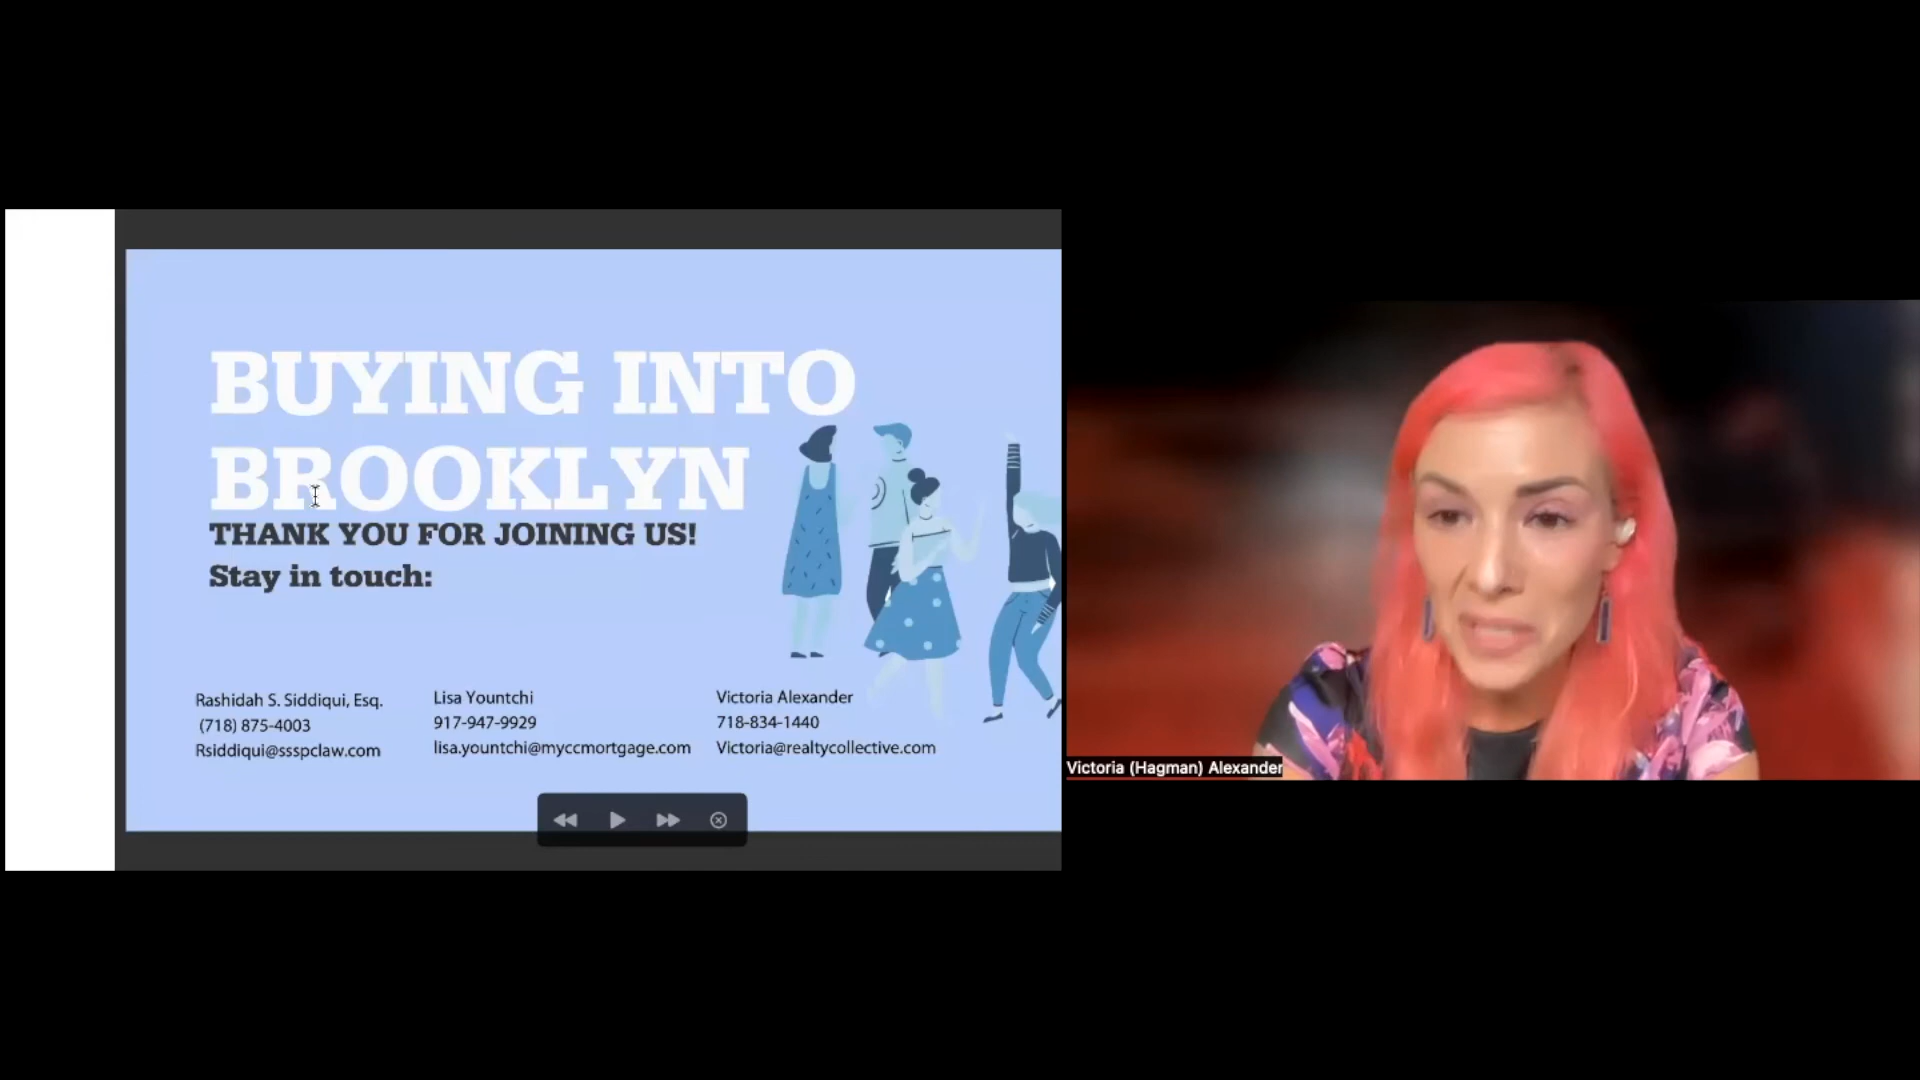 BUYING INTO
BROOKLYN
THANK YOU FOR JOINING US!
Stay in touch:
Rashidah S. Siddiqui, Esq.
(718) 875-4003
Rsiddiqui@ssspclaw.com
Lisa Yountchi
917-947-9929
lisa.yountchi@myccmortgage.com
Victoria Alexander
718-834-1440
Victoria@realtycollective.com
Victoria (Hagman) Alexander